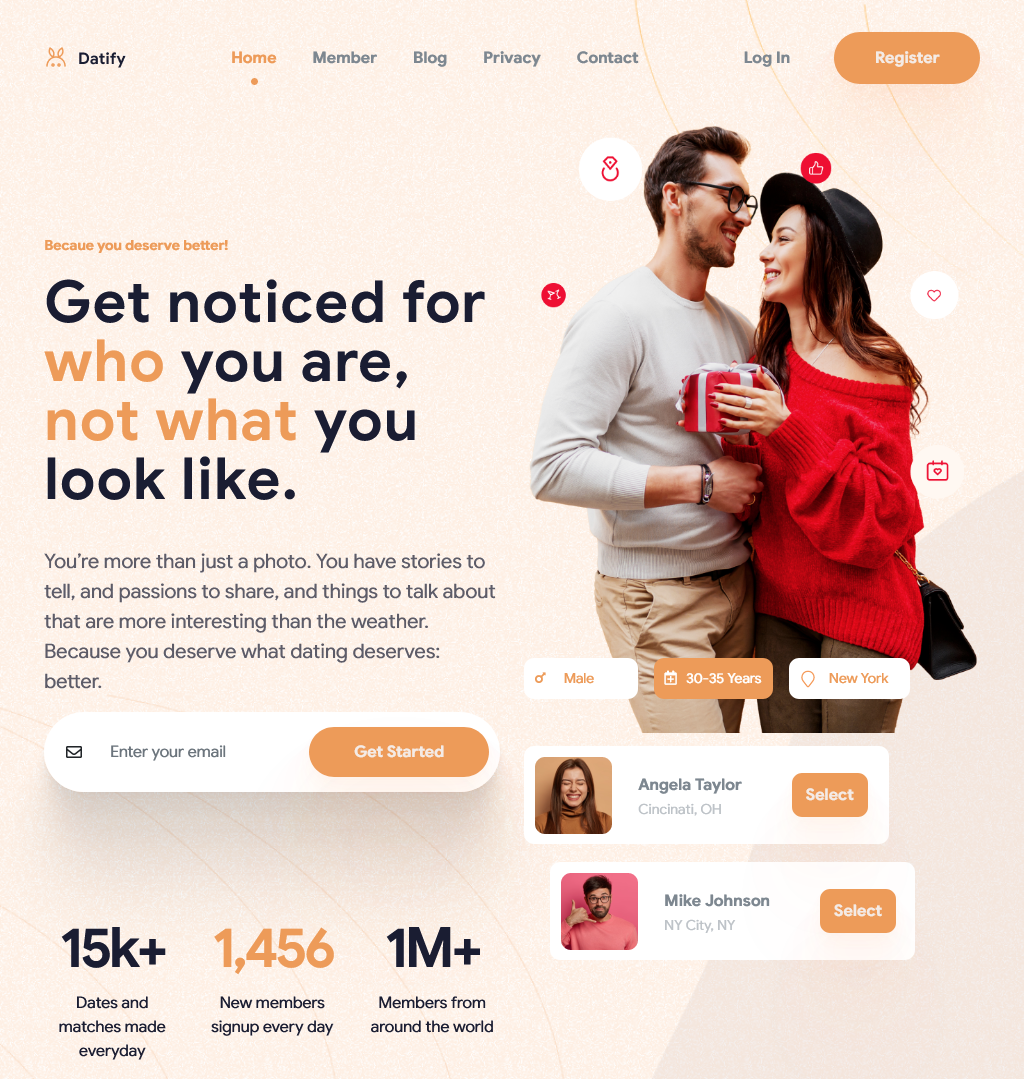 Datify
Home
Member
Blog
Privacy
Contact
Log In
Register
Becaue you deserve better!
Get noticed for
who you are,
not what you
look like.
You’re more than just a photo. You have stories to
tell, and passions to share, and things to talk about
that are more interesting than the weather.
Because you deserve what dating deserves:
better.
Enter your email
Get Started
15k+
Dates and
matches made
everyday
1,456
New members
signup every day
1M+
Members from
around the world
Male
30-35 Years
New York
Angela Taylor
Cincinati, OH
Select
Mike Johnson
NY City, NY
Select